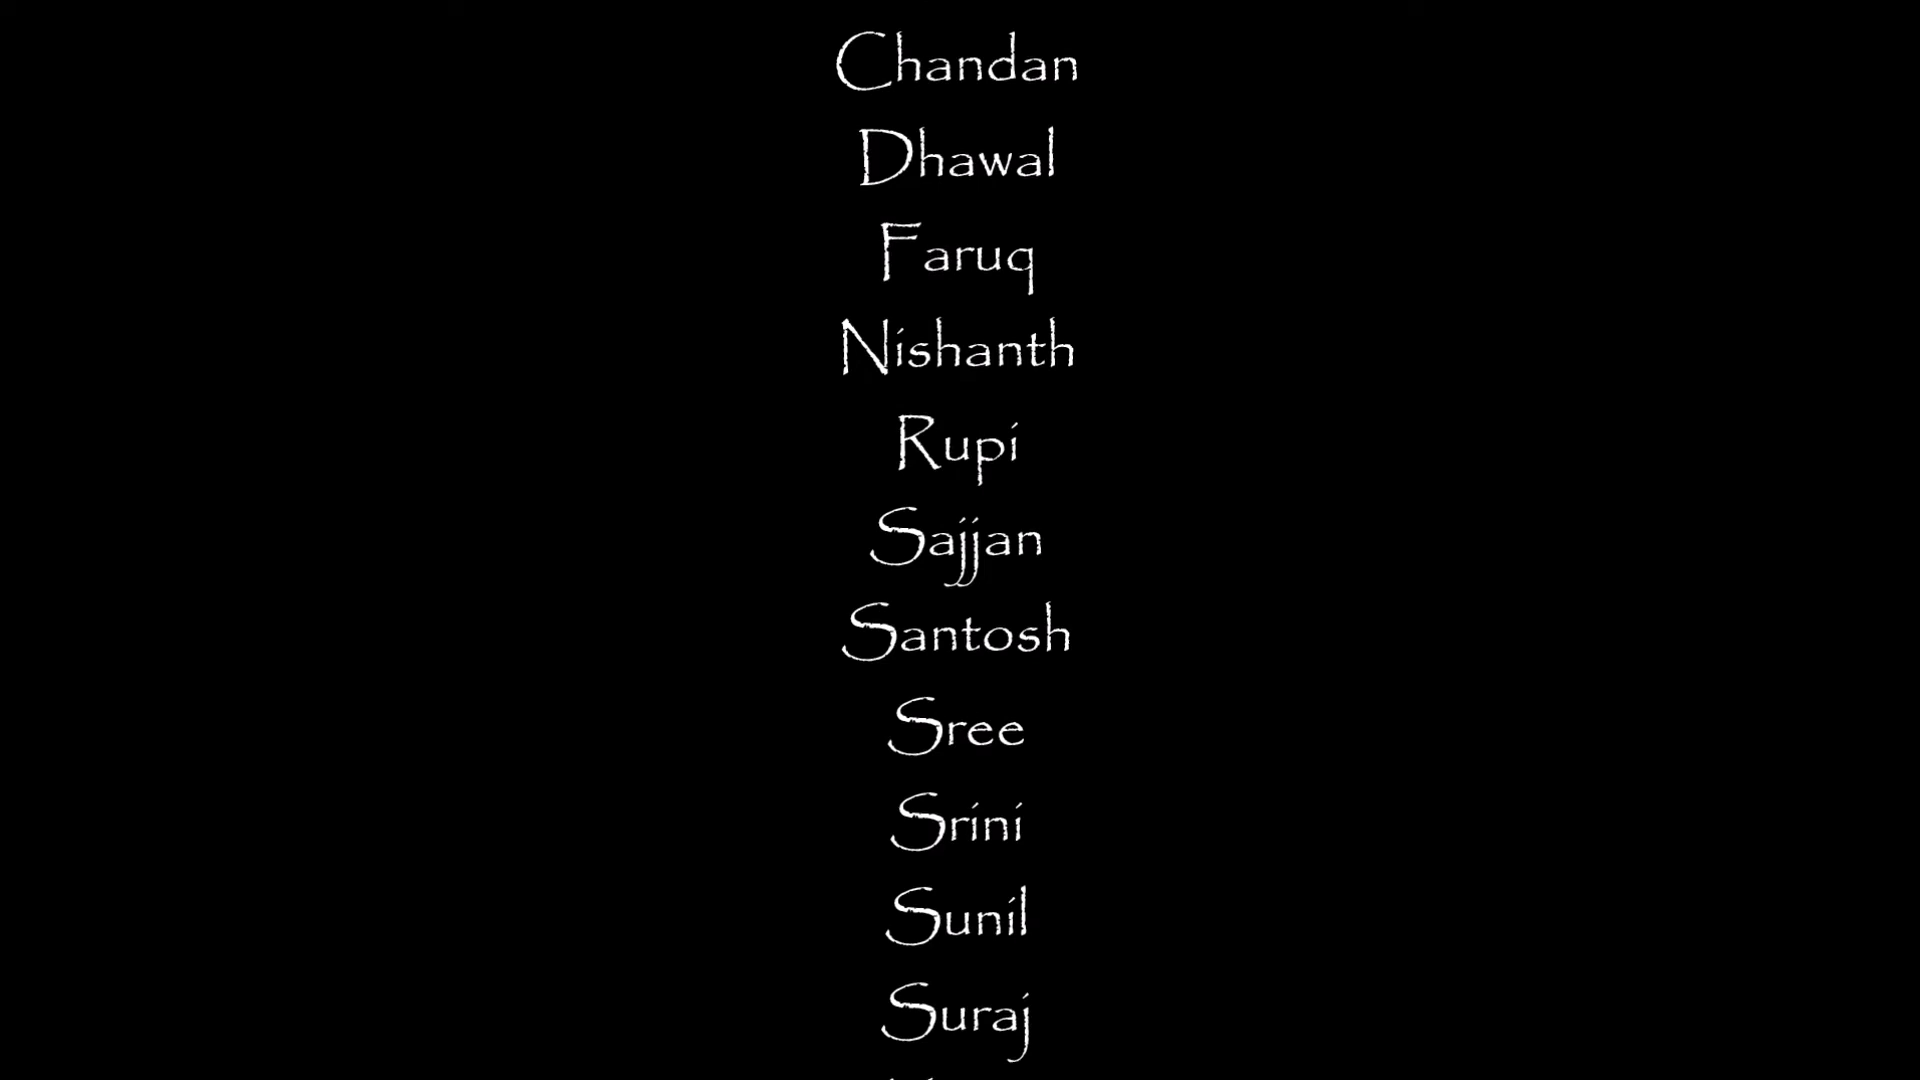 Chandan
Dhawal
Faruq
Nishanth
Rupi
Sajjan
Santosh
Sree
Srini
Sunil
Suraj